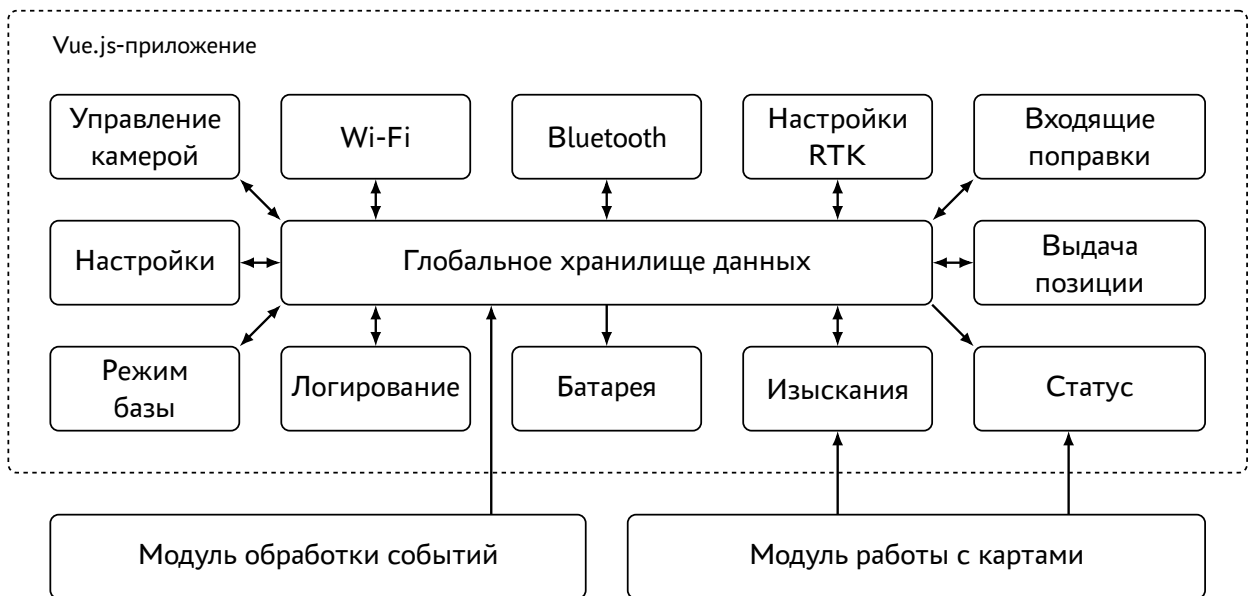 Vue.js-приложение
Управление
камерой
Wi-Fi
Bluetooth
Настройки
RTK
Входящие
поправки
Настройки
Глобальное хранилище данных
Выдача
позиции
Режим
базы
Логирование
Батарея
Изыскания
Статус
Модуль обработки событий
Модуль работы с картами